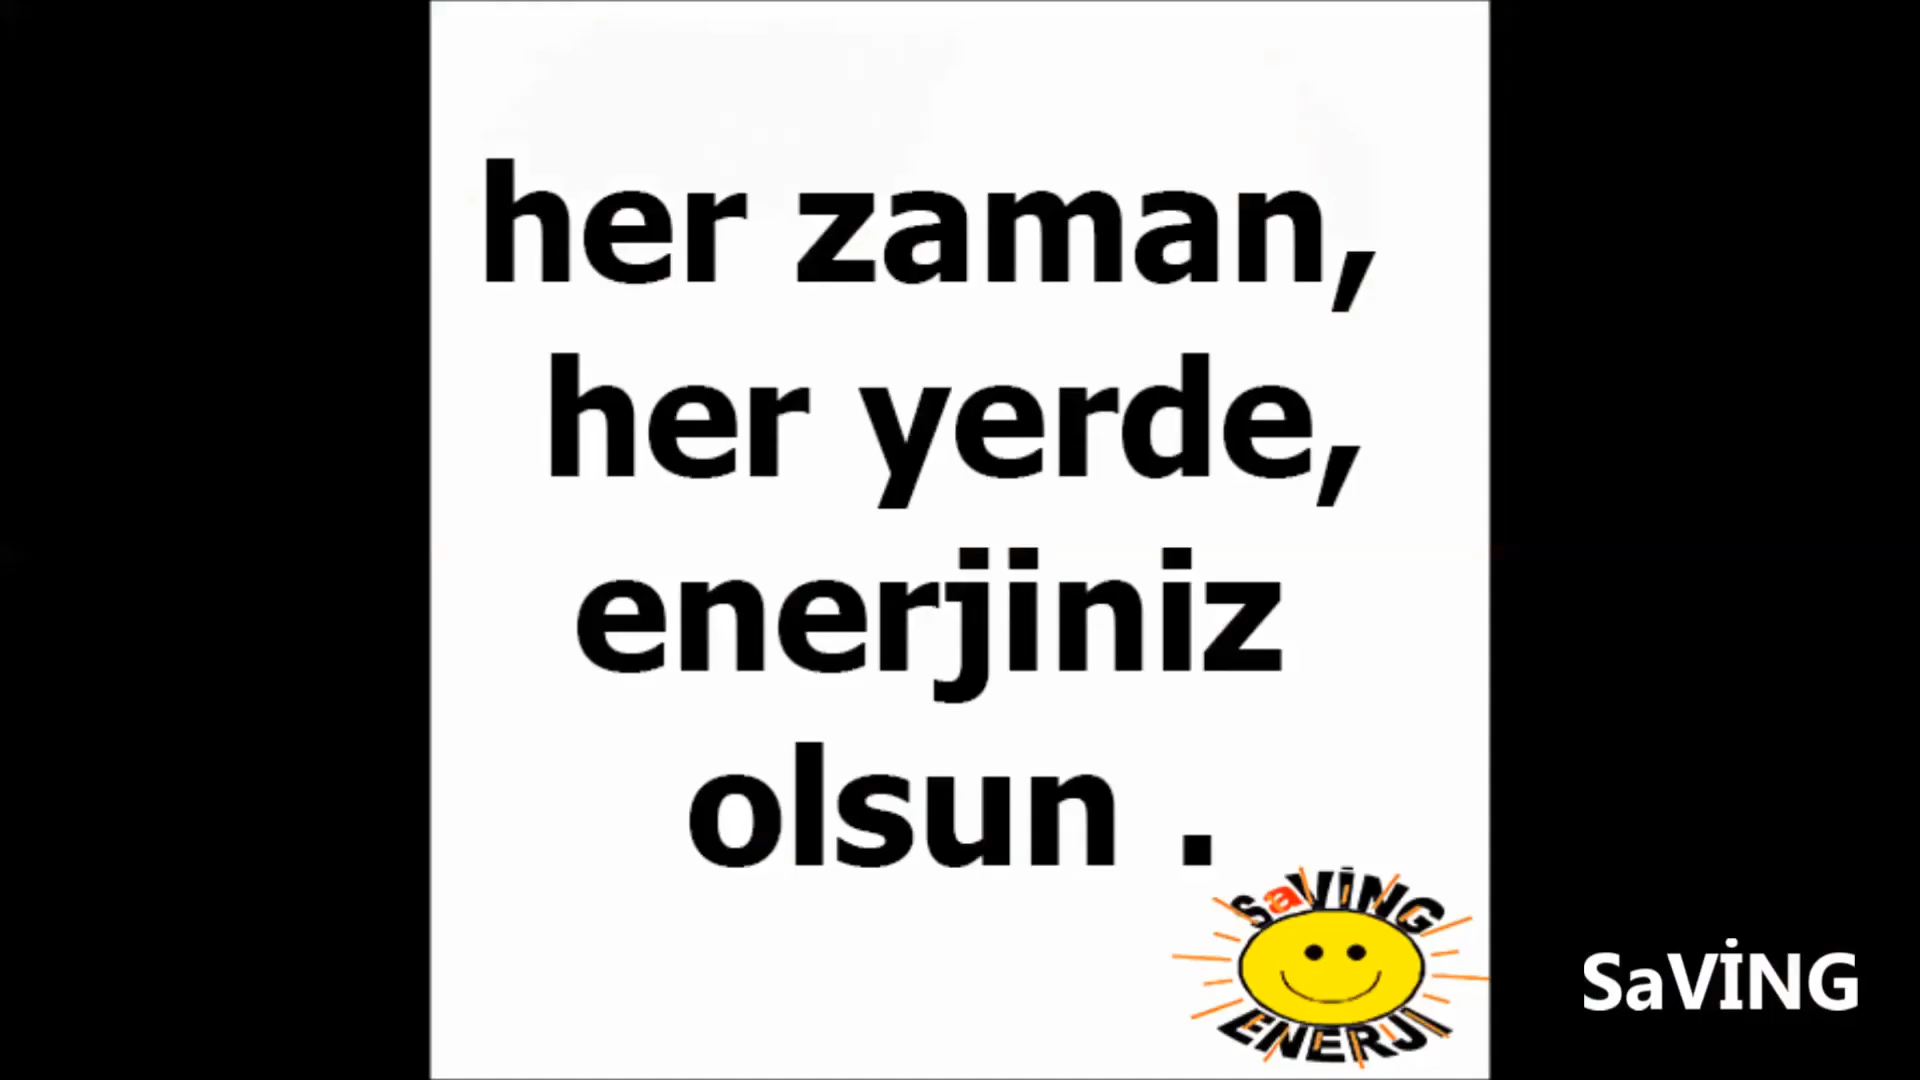 her zaman,
her yerde,
enerjiniz
olsun .
SaVİNG
ENERJİ
SaVİNG